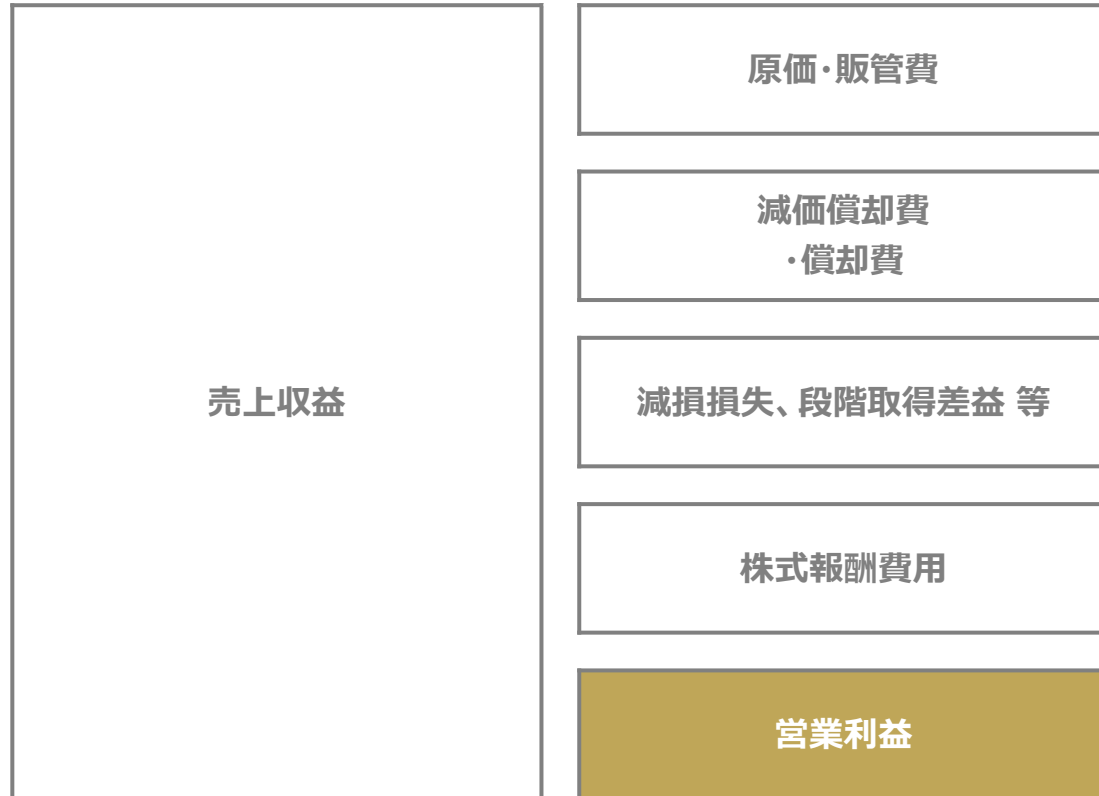 売上収益
原価・販管費
減価償却費
・償却費
減損損失、段階取得差益 等
株式報酬費用
営業利益